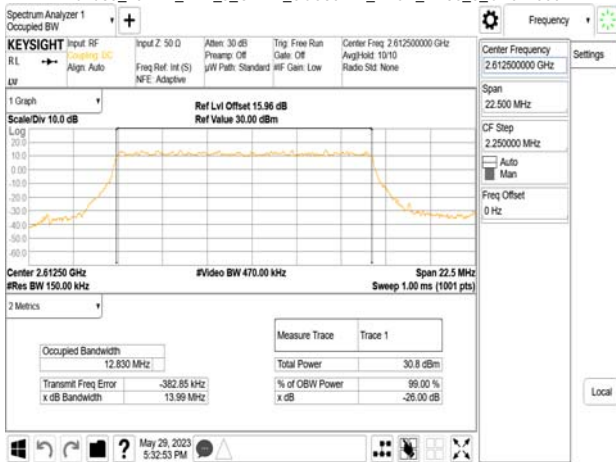 Spectrum Analyzer 1
Occupied BW
Frequency
KEYSIGHT
RL
Input: RF
Coupling: DC
Align: Auto
Input Z: 50 Ω
Freq Ref: Int (S)
NFE: Adaptive
Atten: 30 dB
Preamp: Off
µW Path: Standard
Trig: Free Run
Gate: Off
#IF Gain: Low
Center Freq: 2.612500000 GHz
Avg|Hold: 10/10
Radio Std: None
Center Frequency
2.612500000 GHz
Settings
Span
22.500 MHz
CF Step
2.250000 MHz
Auto
Man
Freq Offset
0 Hz
Local
1 Graph
Scale/Div 10.0 dB
Ref Lvl Offset 15.96 dB
Ref Value 30.00 dBm
Log
20.0
10.0
0.00
-10.0
-20.0
-30.0
-40.0
-50.0
-60.0
Center 2.61250 GHz
#Video BW 470.00 kHz
Span 22.5 MHz
#Res BW 150.00 kHz
Sweep 1.00 ms (1001 pts)
2 Metrics
Measure Trace
Trace 1
Occupied Bandwidth
12.830 MHz
Total Power
30.8 dBm
Transmit Freq Error
-382.85 kHz
% of OBW Power
99.00 %
x dB Bandwidth
13.99 MHz
x dB
-26.00 dB
May 29, 2023
5:32:53 PM